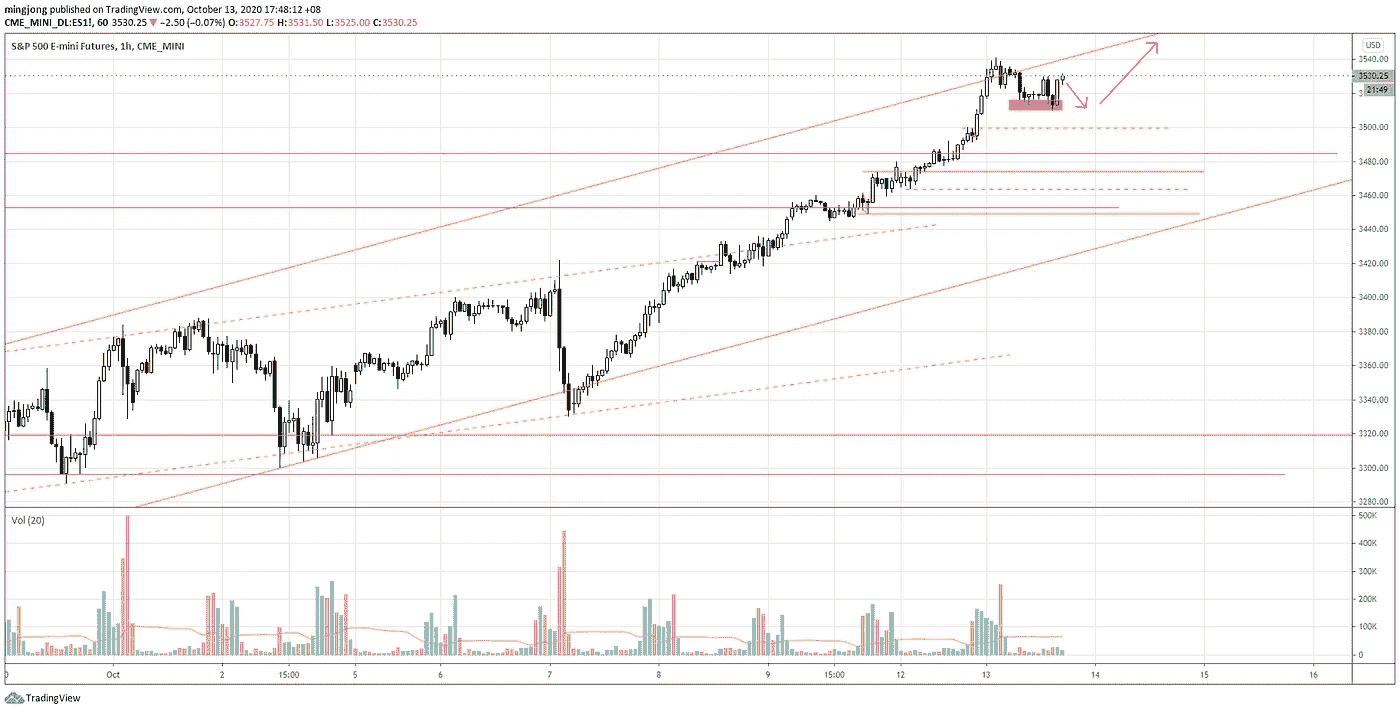 mingjong published on TradingView.com, October 13, 2020 17:48:12 +08
CME_MINI_DL:ES1!, 60 3530.25 ▼ −2.50 (−0.07%) O:3527.75 H:3531.50 L:3525.00 C:3530.25
S&P 500 E-mini Futures, 1h, CME_MINI
USD
3540.00
3530.25
21:49
3500.00
3480.00
3460.00
3440.00
3420.00
3400.00
3380.00
3360.00
3340.00
3320.00
3300.00
3280.00
Vol (20)
500K
400K
300K
200K
100K
0
Oct 2 15:00 5 6 7 8 9 15:00 12 13 14 15 16
TradingView